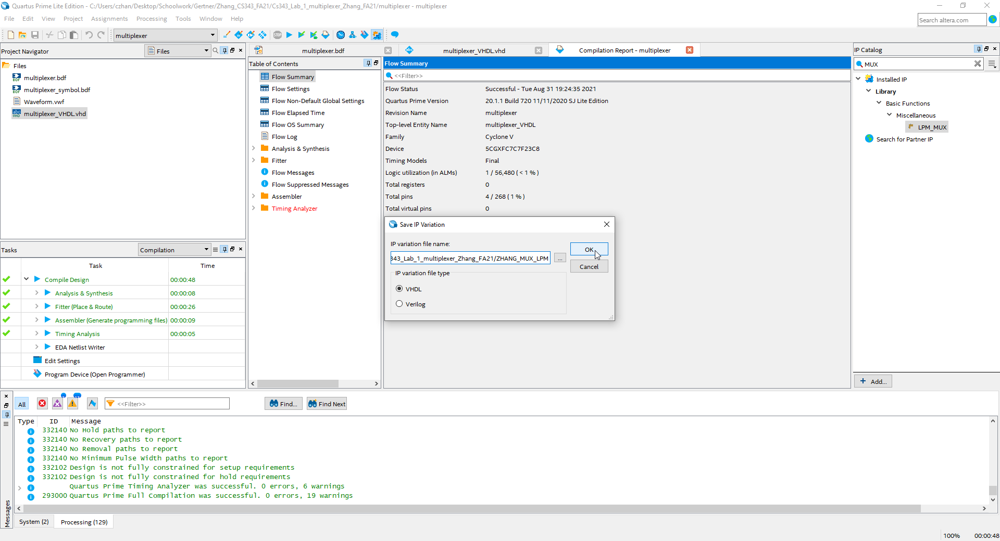 Quartus Prime Lite Edition - C:/Users/czhan/Desktop/Schoolwork/Gertner/Zhang_CS343_FA21/Cs343_Lab_1_multiplexer_Zhang_FA21/multiplexer - multiplexer
File Edit View Project Assignments Processing Tools Window Help
Search altera.com
multiplexer
STOP
Project Navigator
Files
Files
BDF multiplexer.bdf
BDF multiplexer_symbol.bdf
Waveform.vwf
abc VHD multiplexer_VHDL.vhd
Tasks
Compilation
Task Time
Compile Design 00:00:48
Analysis & Synthesis 00:00:08
Fitter (Place & Route) 00:00:26
Assembler (Generate programming files) 00:00:09
Timing Analysis 00:00:05
EDA Netlist Writer
Edit Settings
Program Device (Open Programmer)
multiplexer.bdf
abc multiplexer_VHDL.vhd
Compilation Report - multiplexer
Table of Contents
Flow Summary
Flow Settings
Flow Non-Default Global Settings
Flow Elapsed Time
Flow OS Summary
Flow Log
Analysis & Synthesis
Fitter
Flow Messages
Flow Suppressed Messages
Assembler
Timing Analyzer
Flow Summary
<<Filter>>
Flow Status Successful - Tue Aug 31 19:24:35 2021
Quartus Prime Version 20.1.1 Build 720 11/11/2020 SJ Lite Edition
Revision Name multiplexer
Top-level Entity Name multiplexer_VHDL
Family Cyclone V
Device 5CGXFC7C7F23C8
Timing Models Final
Logic utilization (in ALMs) 1 / 56,480 ( < 1 % )
Total registers 0
Total pins 4 / 268 ( 1 % )
Total virtual pins 0
Save IP Variation
IP variation file name:
343_Lab_1_multiplexer_Zhang_FA21/ZHANG_MUX_LPM
...
OK
Cancel
IP variation file type
VHDL
Verilog
IP Catalog
MUX
Installed IP
Library
Basic Functions
Miscellaneous
LPM_MUX
Search for Partner IP
+ Add...
All
<<Filter>>
Find...
Find Next
Type ID Message
332140 No Hold paths to report
332140 No Recovery paths to report
332140 No Removal paths to report
332140 No Minimum Pulse Width paths to report
332102 Design is not fully constrained for setup requirements
332102 Design is not fully constrained for hold requirements
Quartus Prime Timing Analyzer was successful. 0 errors, 6 warnings
293000 Quartus Prime Full Compilation was successful. 0 errors, 19 warnings
Messages
System (2)
Processing (129)
100% 00:00:48